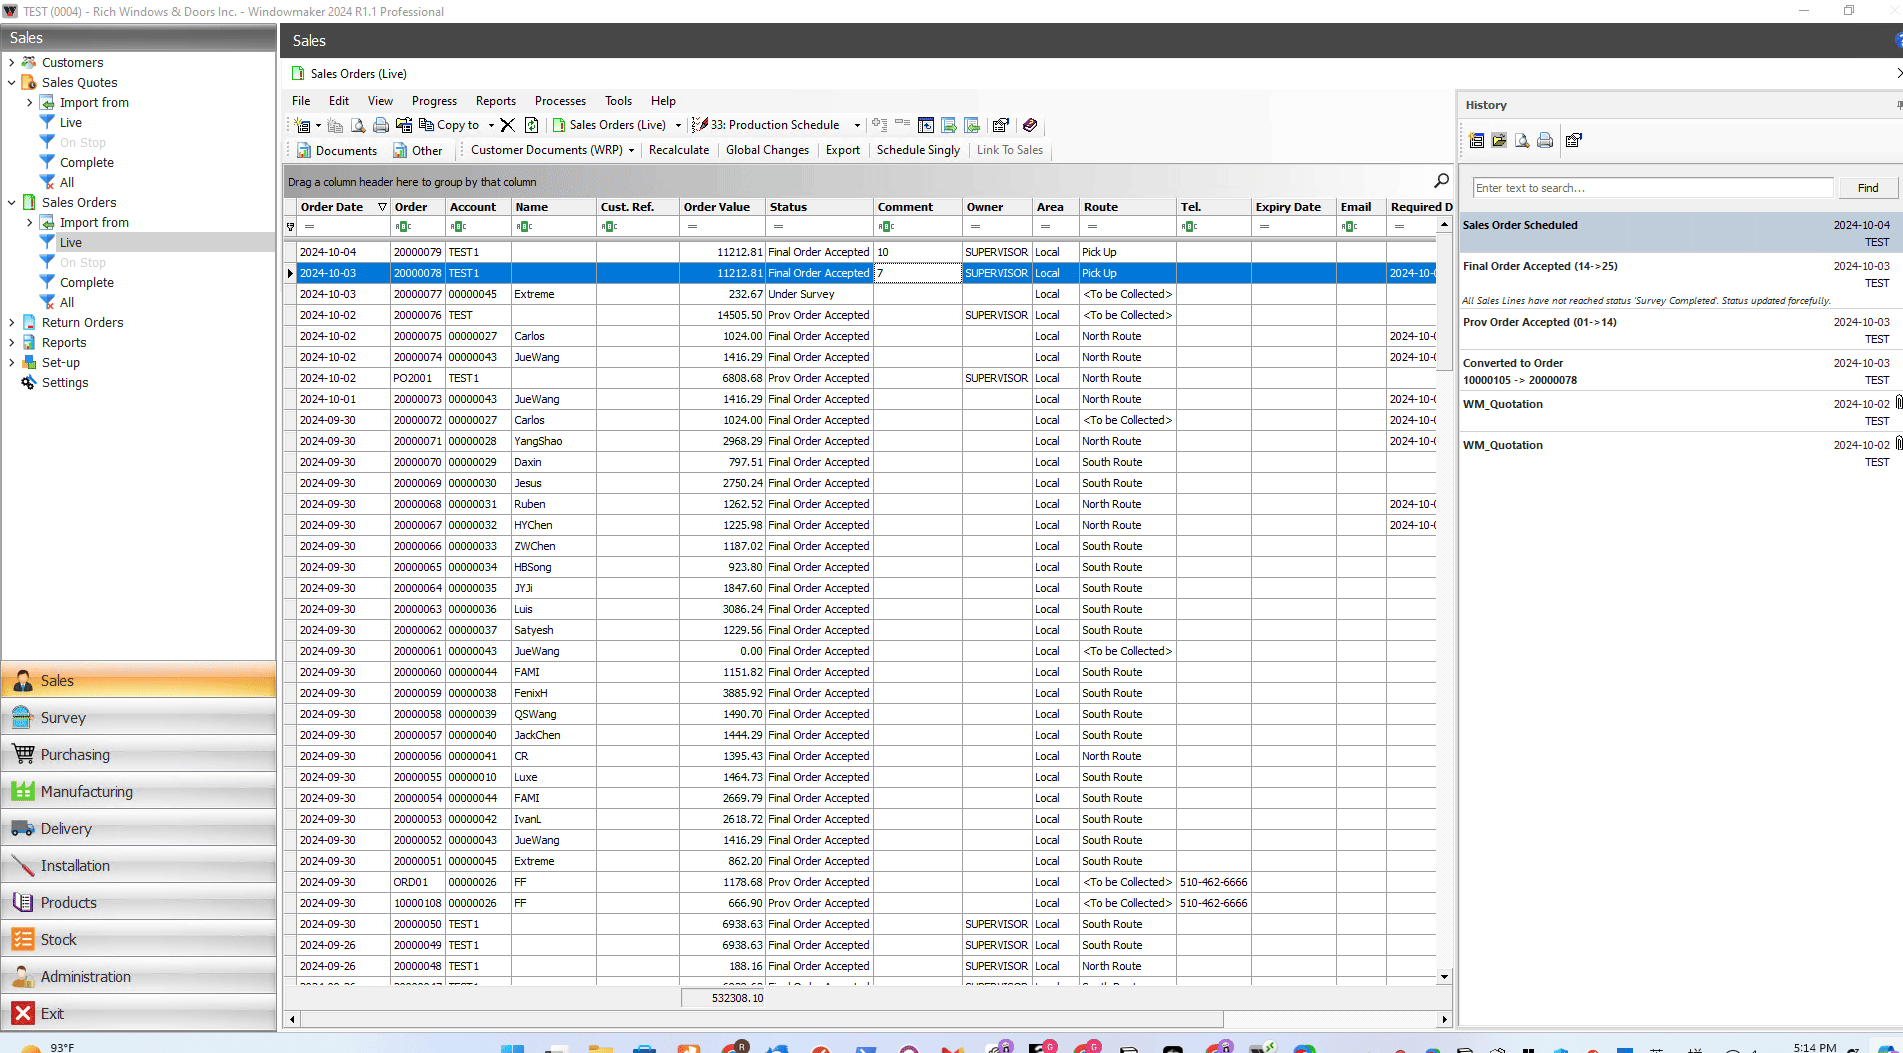 TEST (0004) - Rich Windows & Doors Inc. - Windowmaker 2024 R1.1 Professional
Sales
Customers
Sales Quotes
Import from
Live
On Stop
Complete
All
Sales Orders
Import from
Live
On Stop
Complete
All
Return Orders
Reports
Set-up
Settings
Sales
Survey
Purchasing
Manufacturing
Delivery
Installation
Products
Stock
Administration
Exit
Sales
Sales Orders (Live)
File Edit View Progress Reports Processes Tools Help
Copy to Sales Orders (Live) 33: Production Schedule
Documents Other Customer Documents (WRP) Recalculate Global Changes Export Schedule Singly Link To Sales
Drag a column header here to group by that column
Order Date Order Account Name Cust. Ref. Order Value Status Comment Owner Area Route Tel. Expiry Date Email Required D
2024-10-04 20000079 TEST1 11212.81 Final Order Accepted 10 SUPERVISOR Local Pick Up
2024-10-03 20000078 TEST1 11212.81 Final Order Accepted 7 SUPERVISOR Local Pick Up 2024-10-0
2024-10-03 20000077 00000045 Extreme 232.67 Under Survey Local <To be Collected>
2024-10-02 20000076 TEST 14505.50 Prov Order Accepted SUPERVISOR Local <To be Collected>
2024-10-02 20000075 00000027 Carlos 1024.00 Final Order Accepted Local North Route 2024-10-0
2024-10-02 20000074 00000043 JueWang 1416.29 Final Order Accepted Local North Route 2024-10-0
2024-10-02 PO2001 TEST1 6808.68 Prov Order Accepted SUPERVISOR Local North Route
2024-10-01 20000073 00000043 JueWang 1416.29 Final Order Accepted Local North Route 2024-10-0
2024-09-30 20000072 00000027 Carlos 1024.00 Final Order Accepted Local <To be Collected> 2024-10-0
2024-09-30 20000071 00000028 YangShao 2968.29 Final Order Accepted Local North Route 2024-10-0
2024-09-30 20000070 00000029 Daxin 797.51 Final Order Accepted Local South Route
2024-09-30 20000069 00000030 Jesus 2750.24 Final Order Accepted Local South Route
2024-09-30 20000068 00000031 Ruben 1262.52 Final Order Accepted Local North Route 2024-10-0
2024-09-30 20000067 00000032 HYChen 1225.98 Final Order Accepted Local North Route 2024-10-0
2024-09-30 20000066 00000033 ZWChen 1187.02 Final Order Accepted Local South Route
2024-09-30 20000065 00000034 HBSong 923.80 Final Order Accepted Local South Route
2024-09-30 20000064 00000035 JYJi 1847.60 Final Order Accepted Local South Route
2024-09-30 20000063 00000036 Luis 3086.24 Final Order Accepted Local South Route
2024-09-30 20000062 00000037 Satyesh 1229.56 Final Order Accepted Local South Route
2024-09-30 20000061 00000043 JueWang 0.00 Final Order Accepted Local <To be Collected>
2024-09-30 20000060 00000044 FAMI 1151.82 Final Order Accepted Local South Route
2024-09-30 20000059 00000038 FenixH 3885.92 Final Order Accepted Local South Route
2024-09-30 20000058 00000039 QSWang 1490.70 Final Order Accepted Local South Route
2024-09-30 20000057 00000040 JackChen 1444.29 Final Order Accepted Local South Route
2024-09-30 20000056 00000041 CR 1395.43 Final Order Accepted Local North Route
2024-09-30 20000055 00000010 Luxe 1464.73 Final Order Accepted Local South Route
2024-09-30 20000054 00000044 FAMI 2669.79 Final Order Accepted Local South Route
2024-09-30 20000053 00000042 IvanL 2618.72 Final Order Accepted Local South Route
2024-09-30 20000052 00000043 JueWang 1416.29 Final Order Accepted Local South Route
2024-09-30 20000051 00000045 Extreme 862.20 Final Order Accepted Local South Route
2024-09-30 ORD01 00000026 FF 1178.68 Prov Order Accepted Local <To be Collected> 510-462-6666
2024-09-30 10000108 00000026 FF 666.90 Prov Order Accepted Local <To be Collected> 510-462-6666
2024-09-30 20000050 TEST1 6938.63 Final Order Accepted SUPERVISOR Local South Route
2024-09-26 20000049 TEST1 6938.63 Final Order Accepted SUPERVISOR Local South Route
2024-09-26 20000048 TEST1 188.16 Final Order Accepted SUPERVISOR Local North Route
532308.10
History
Enter text to search... Find
Sales Order Scheduled 2024-10-04
TEST
Final Order Accepted (14->25) 2024-10-03
TEST
All Sales Lines have not reached status 'Survey Completed'. Status updated forcefully.
Prov Order Accepted (01->14) 2024-10-03
TEST
Converted to Order 2024-10-03
10000105 -> 20000078 TEST
WM_Quotation 2024-10-02
TEST
WM_Quotation 2024-10-02
TEST
93°F
5:14 PM